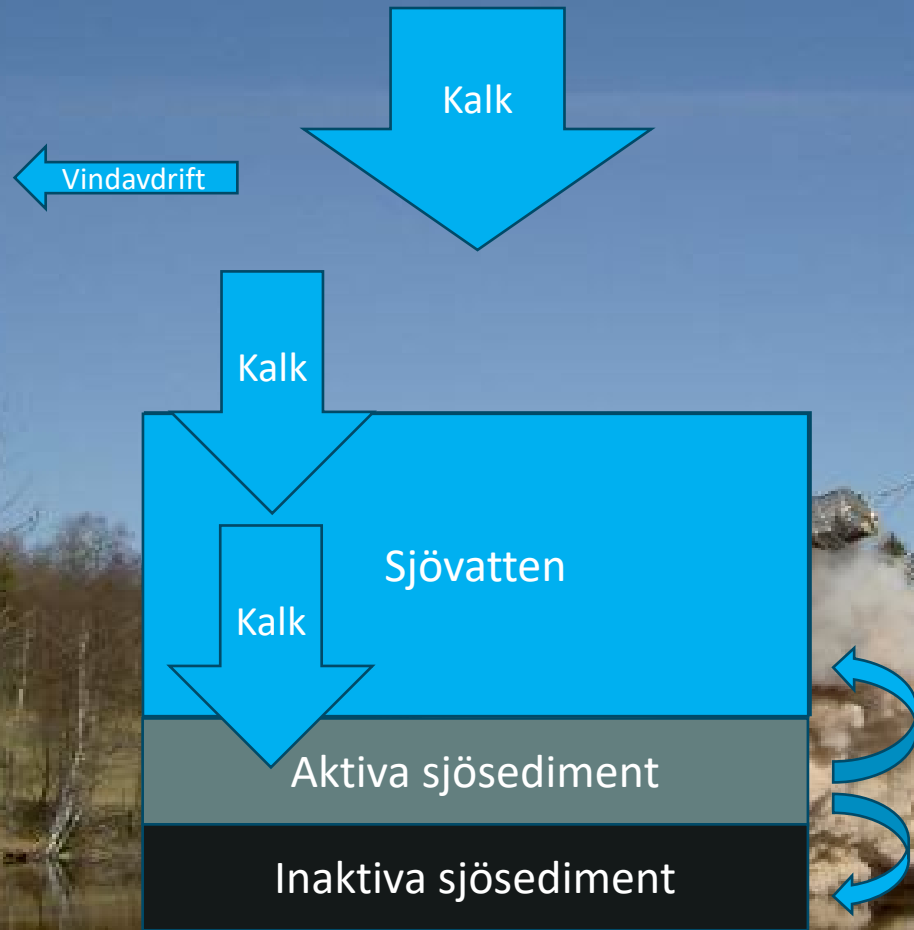 Kalk
Vindavdrift
Kalk
Sjövatten
Kalk
Aktiva sjösediment
Inaktiva sjösediment